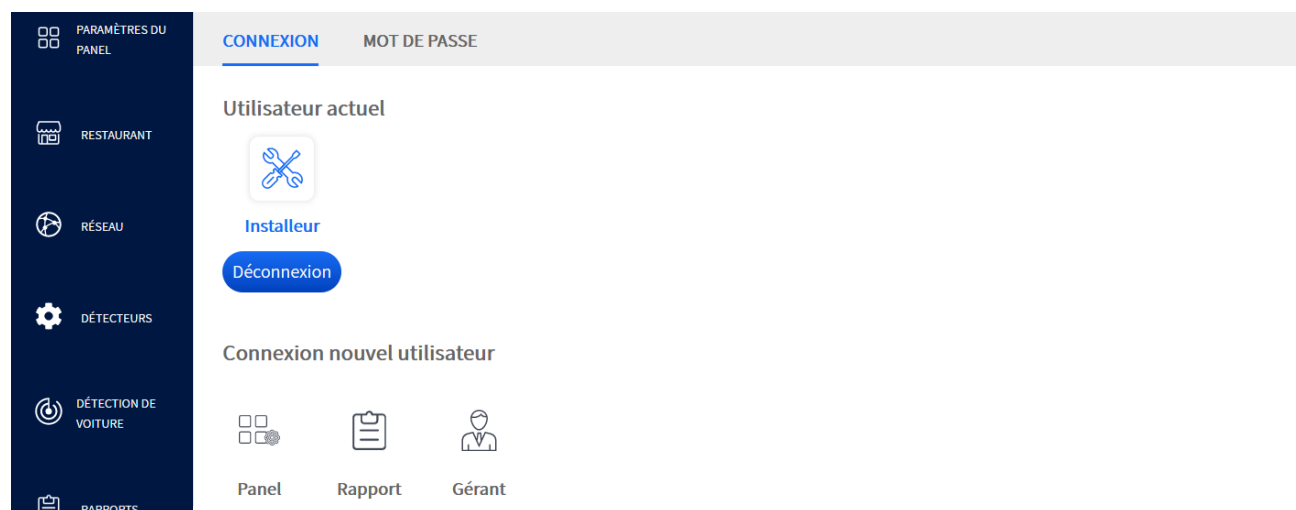 PARAMÈTRES DU
PANEL
RESTAURANT
RÉSEAU
DÉTECTEURS
DÉTECTION DE
VOITURE
RAPPORTS
CONNEXION
MOT DE PASSE
Utilisateur actuel
Installeur
Déconnexion
Connexion nouvel utilisateur
Panel
Rapport
Gérant